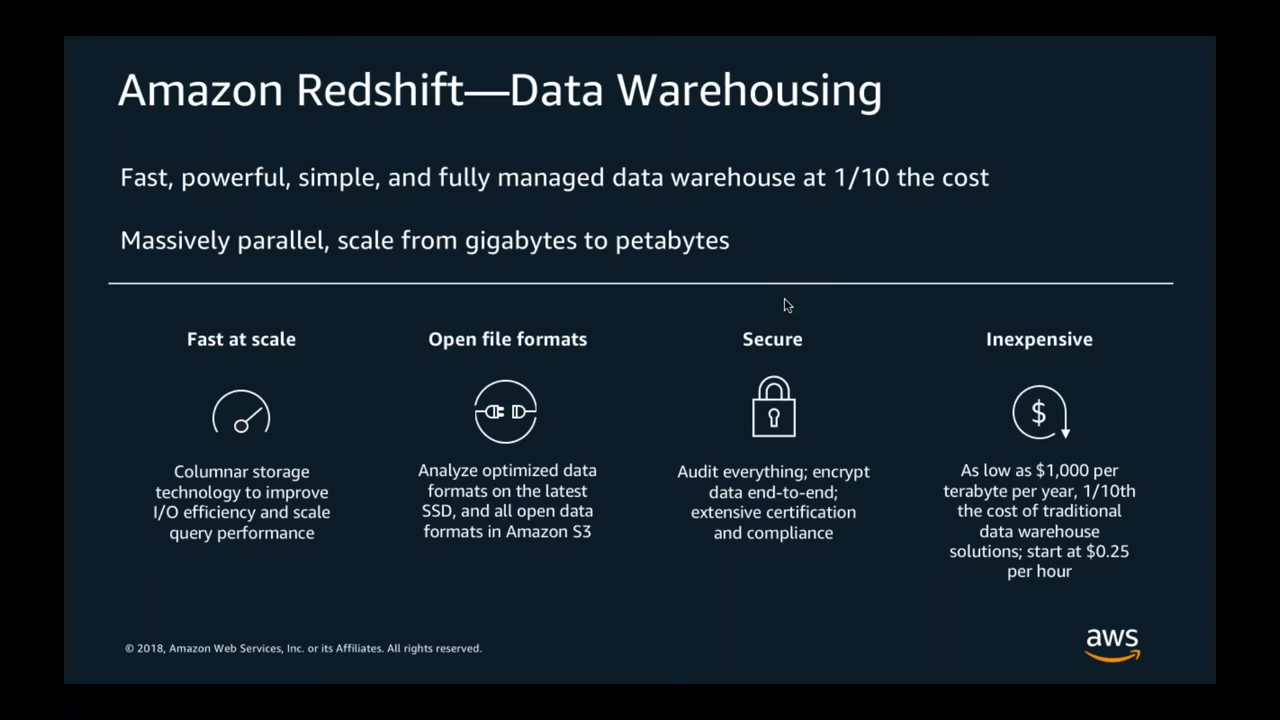 Amazon Redshift—Data Warehousing
Fast, powerful, simple, and fully managed data warehouse at 1/10 the cost
Massively parallel, scale from gigabytes to petabytes
Fast at scale
Columnar storage
technology to improve
I/O efficiency and scale
query performance
Open file formats
Analyze optimized data
formats on the latest
SSD, and all open data
formats in Amazon S3
Secure
Audit everything; encrypt
data end-to-end;
extensive certification
and compliance
Inexpensive
$
As low as $1,000 per
terabyte per year, 1/10th
the cost of traditional
data warehouse
solutions; start at $0.25
per hour
© 2018, Amazon Web Services, Inc. or its Affiliates. All rights reserved.
aws